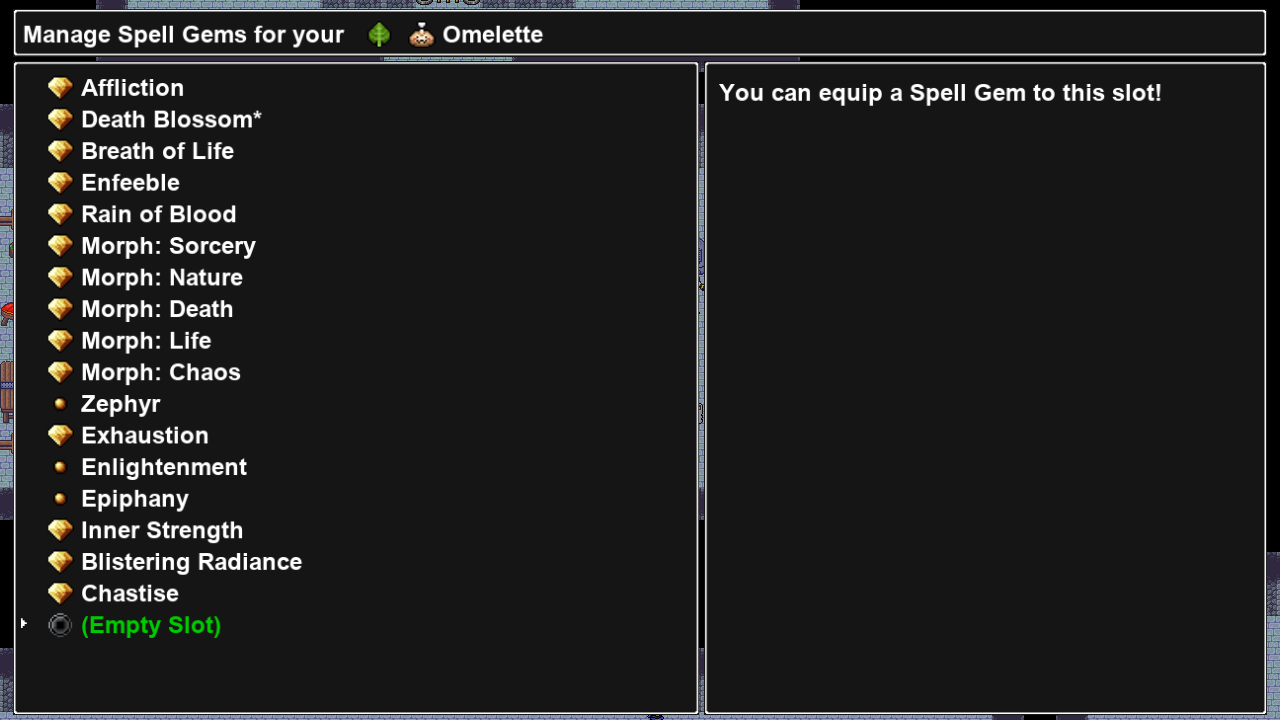 Manage Spell Gems for your Omelette
Affliction
Death Blossom*
Breath of Life
Enfeeble
Rain of Blood
Morph: Sorcery
Morph: Nature
Morph: Death
Morph: Life
Morph: Chaos
Zephyr
Exhaustion
Enlightenment
Epiphany
Inner Strength
Blistering Radiance
Chastise
(Empty Slot)
You can equip a Spell Gem to this slot!